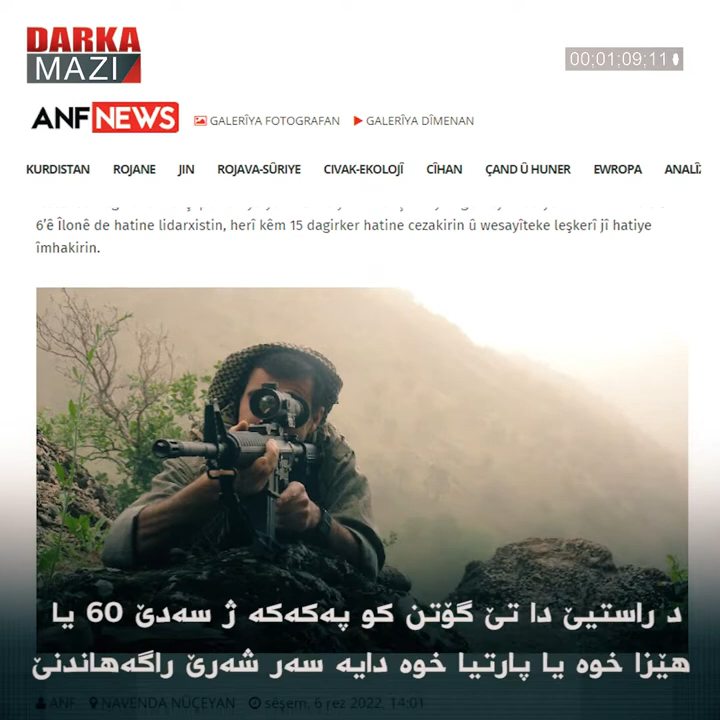 DARKA
MAZI
00;01;09;11
ANF NEWS
GALERÎYA FOTOGRAFAN
GALERÎYA DÎMENAN
KURDISTAN ROJANE JIN ROJAVA-SÛRIYE CIVAK-EKOLOJÎ CÎHAN ÇAND Û HUNER EWROPA ANALÎZ
6'ê Îlonê de hatine lidarxistin, herî kêm 15 dagirker hatine cezakirin û wesayîteke leşkerî jî hatiye
îmhakirin.
د راستیێ دا تێ گۆتن کو پەکەکە ژ سەدێ 60 یا
هێزا خوە یا پارتیا خوە دایە سەر شەرێ راگەهاندنێ
ANF NAVENDA NÛÇEYAN sêşem, 6 rez 2022, 14:01